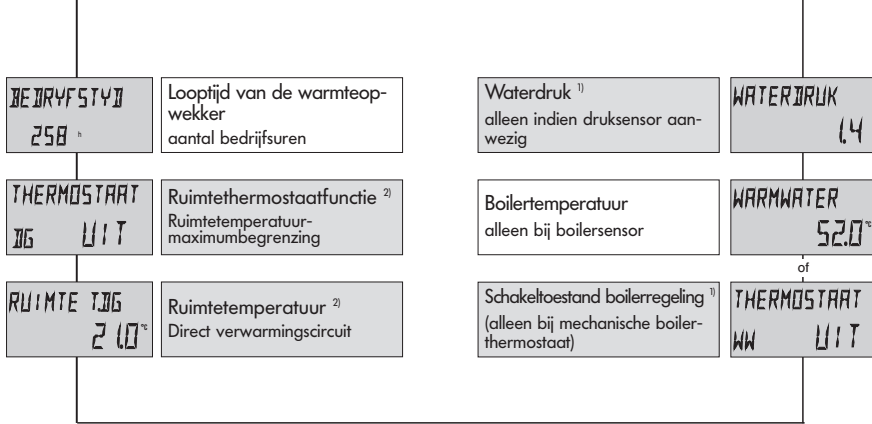 BEDRYFSTYD
258 h
Looptijd van de warmteop-
wekker
aantal bedrijfsuren
THERMOSTAAT
DG UIT
Ruimtethermostaatfunctie 2)
Ruimtetemperatuur-
maximumbegrenzing
RUIMTE T.DG
21.0 °C
Ruimtetemperatuur 2)
Direct verwarmingscircuit
Waterdruk 1)
alleen indien druksensor aan-
wezig
WATERDRUK
1.4
Boilertemperatuur
alleen bij boilersensor
WARMWATER
52.0 °C
of
Schakeltoestand boilerregeling 1)
(alleen bij mechanische boiler-
thermostaat)
THERMOSTAAT
WW UIT